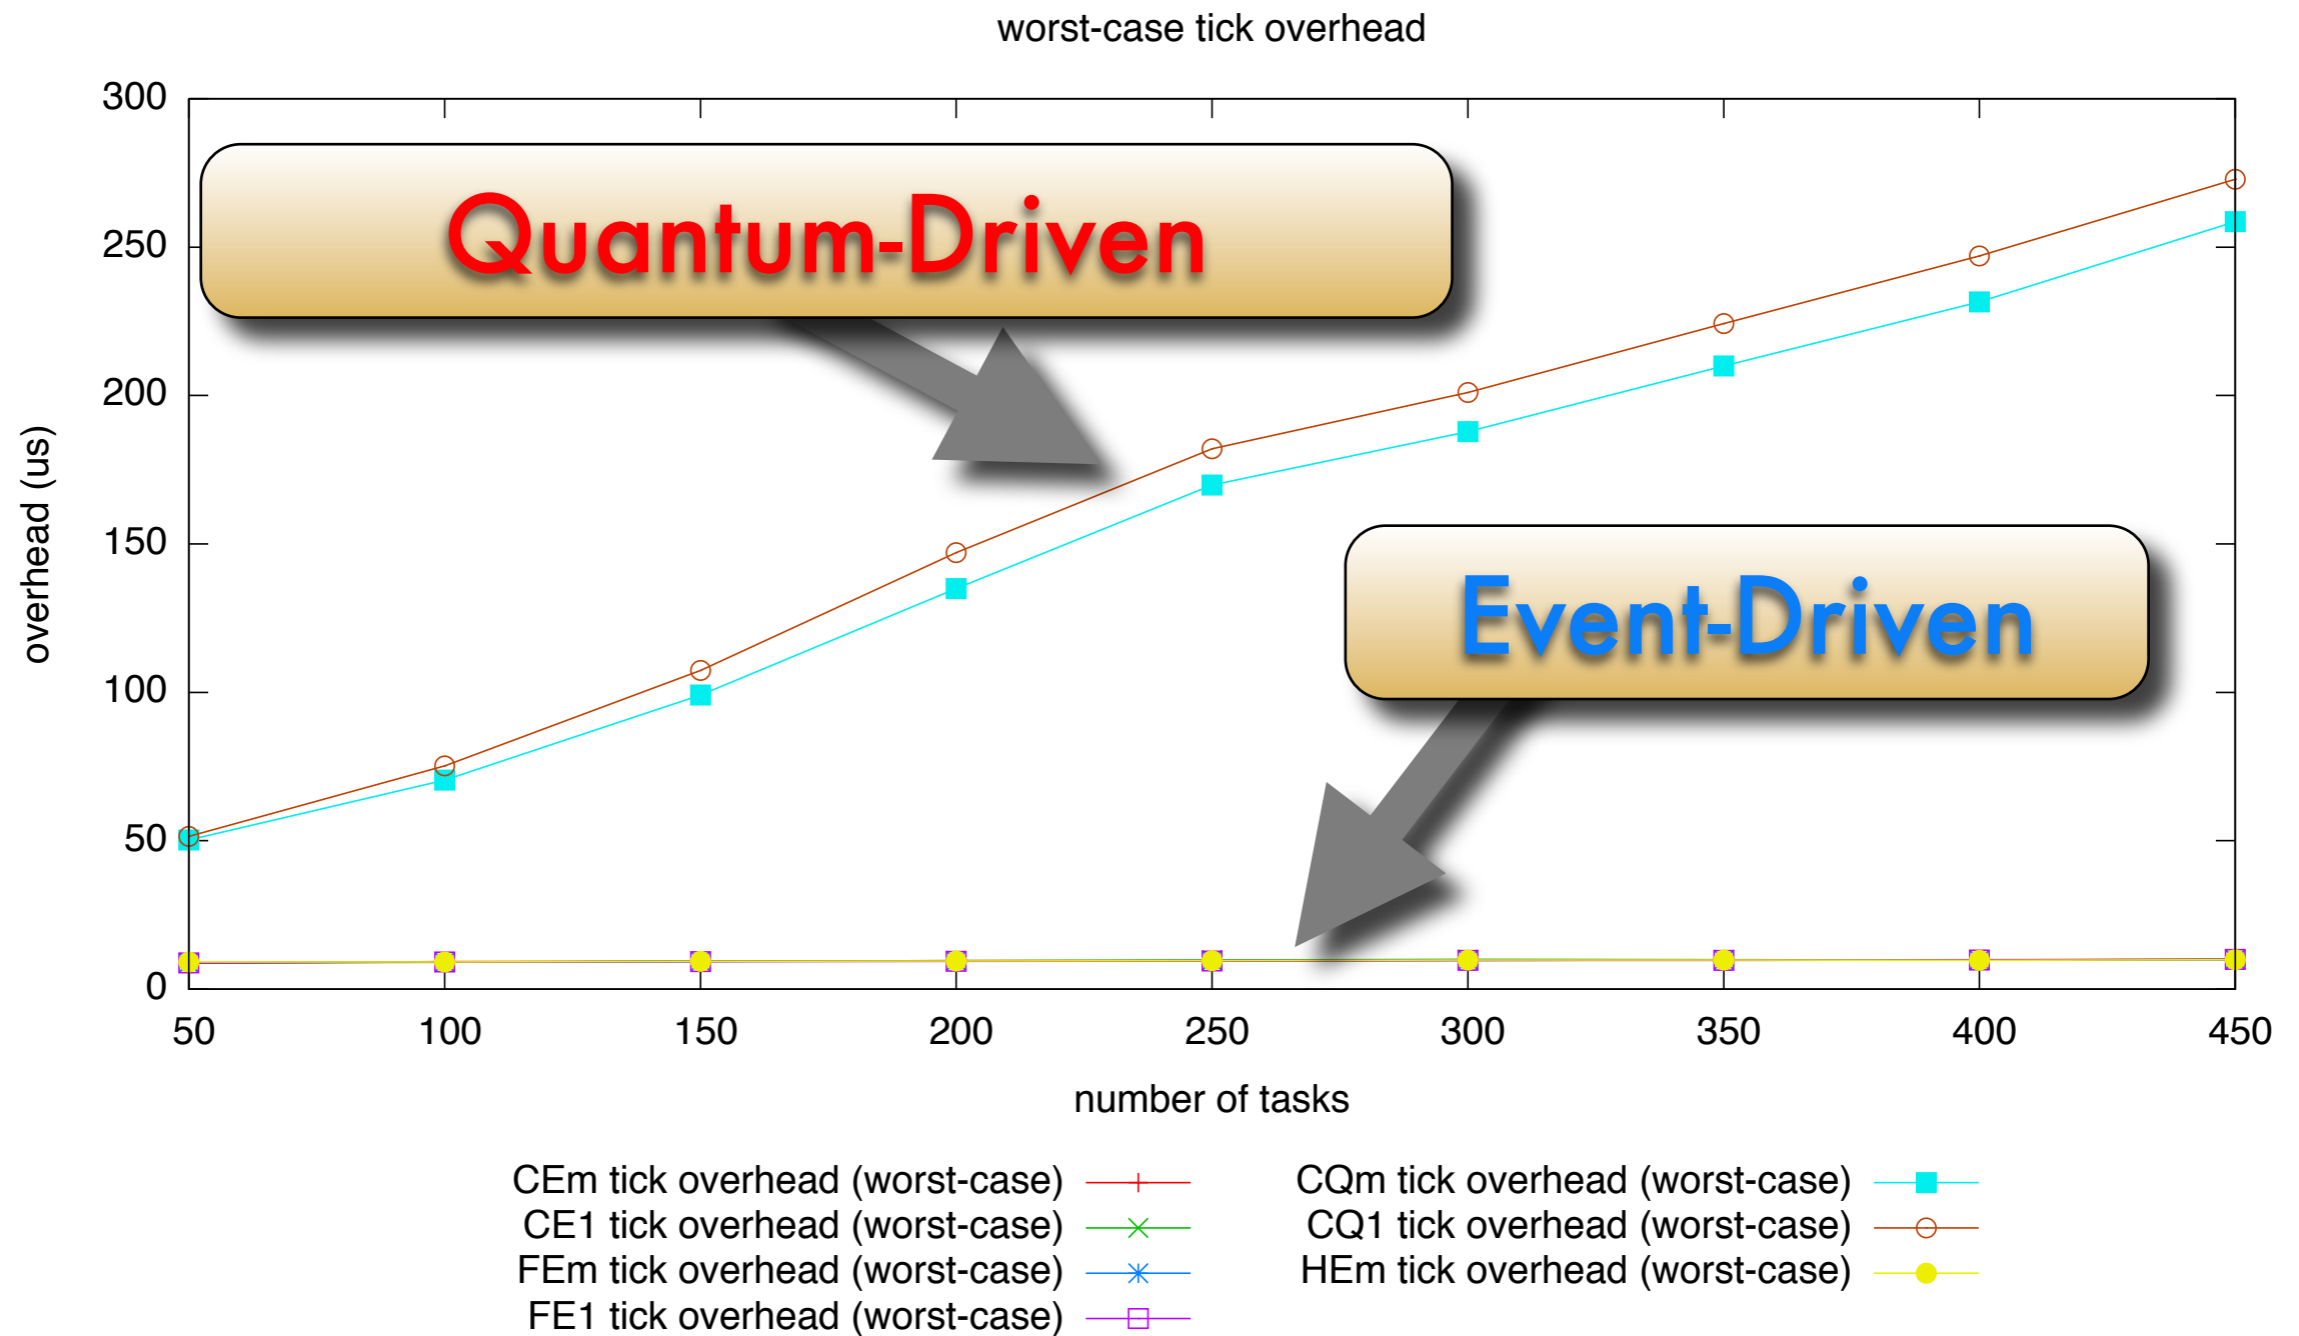 worst-case tick overhead
300
250
200
150
100
50
0
overhead (us)
Quantum-Driven
Event-Driven
50 100 150 200 250 300 350 400 450
number of tasks
CEm tick overhead (worst-case)
CE1 tick overhead (worst-case)
FEm tick overhead (worst-case)
FE1 tick overhead (worst-case)
CQm tick overhead (worst-case)
CQ1 tick overhead (worst-case)
HEm tick overhead (worst-case)